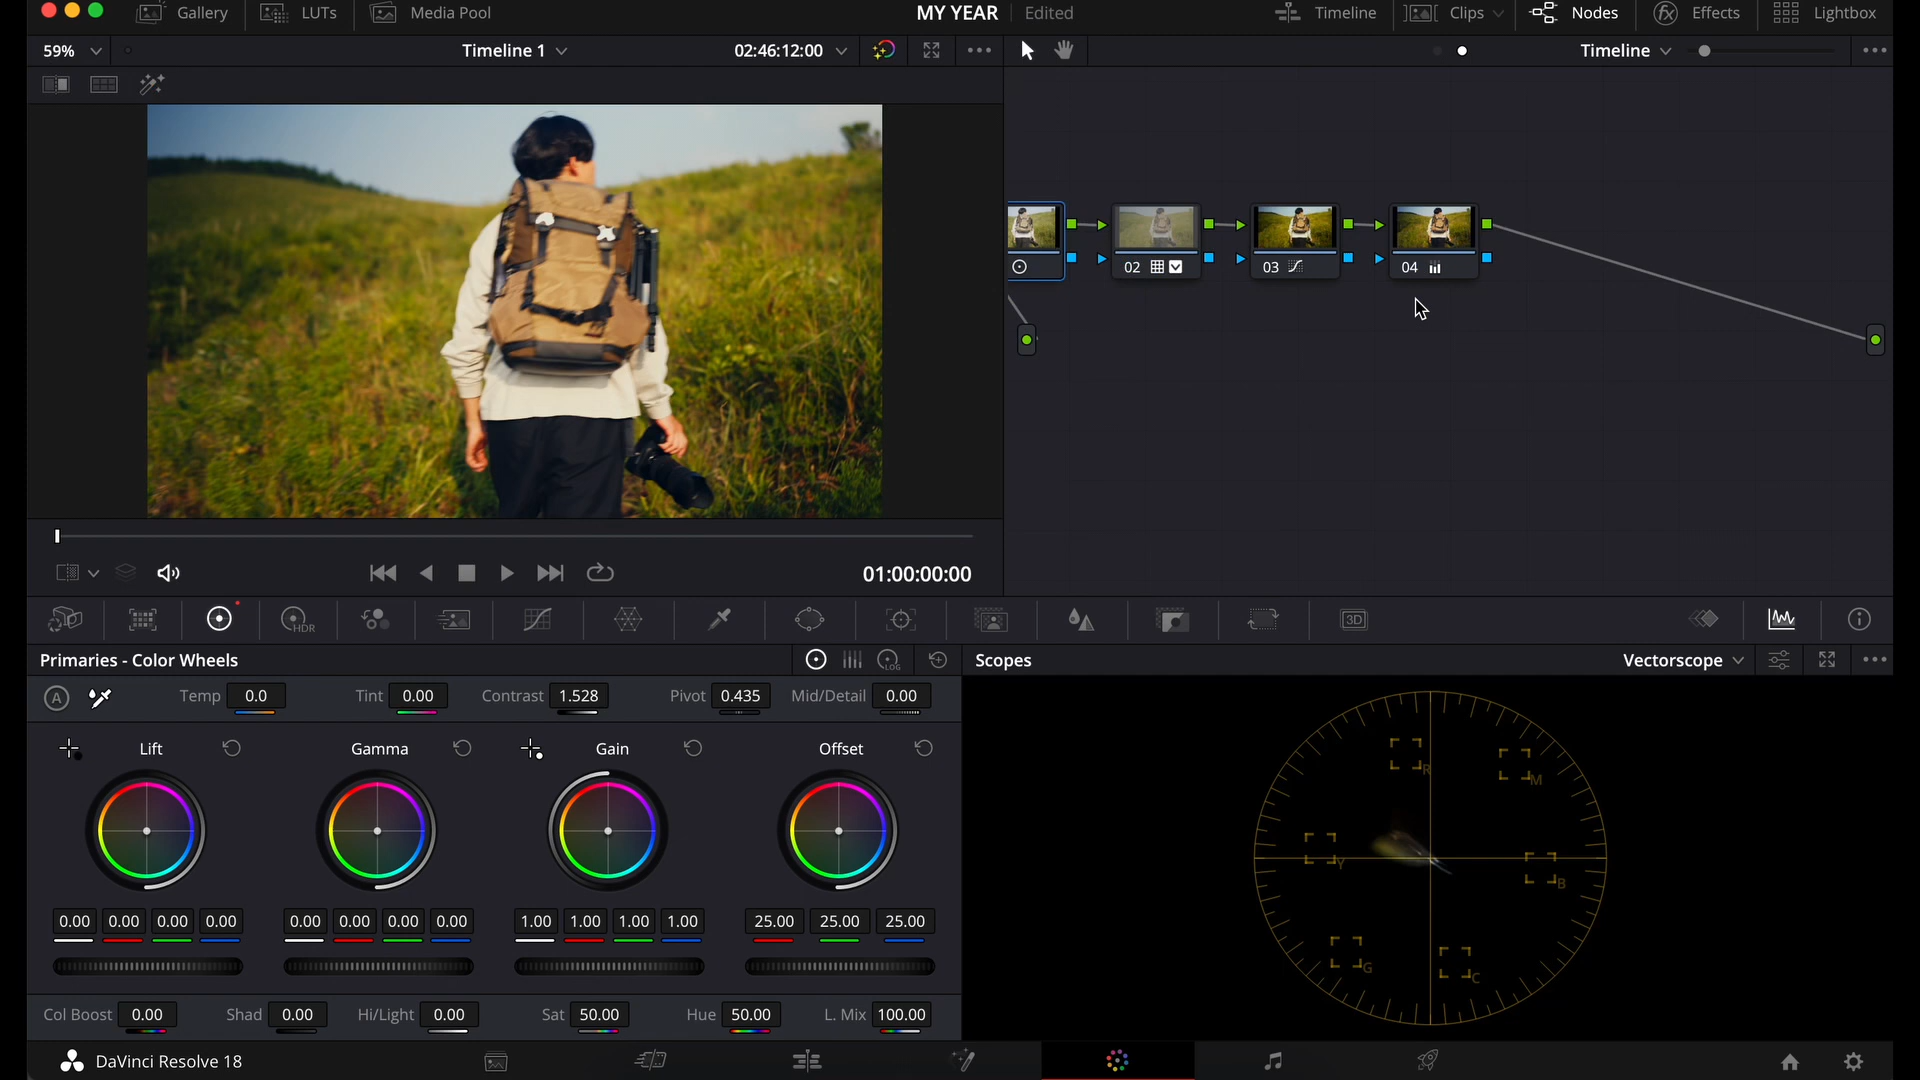 Gallery LUTs Media Pool MY YEAR Edited Timeline Clips Nodes Effects Lightbox
59% Timeline 1 02:46:12:00 Timeline
02 03 04
01:00:00:00
HDR 3D
Primaries - Color Wheels LOG Scopes Vectorscope
A Temp 0.0 Tint 0.00 Contrast 1.528 Pivot 0.435 Mid/Detail 0.00
Lift Gamma Gain Offset
R M Y B G C
0.00 0.00 0.00 0.00 0.00 0.00 0.00 0.00 1.00 1.00 1.00 1.00 25.00 25.00 25.00
Col Boost 0.00 Shad 0.00 Hi/Light 0.00 Sat 50.00 Hue 50.00 L. Mix 100.00
DaVinci Resolve 18